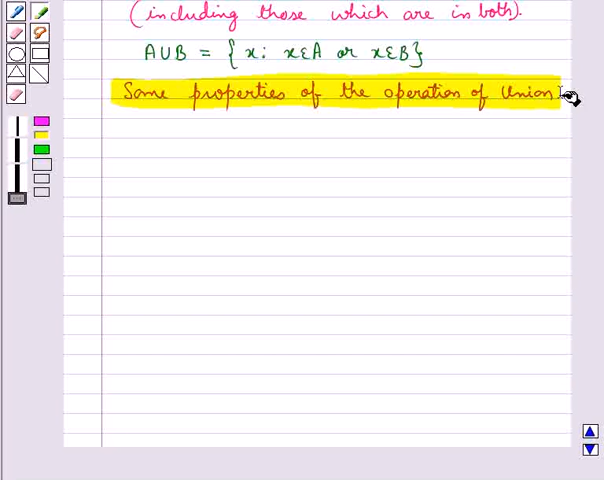 (including those which are in both).
A∪B = { x : x∈A or x∈B}
Some properties of the operation of Union: